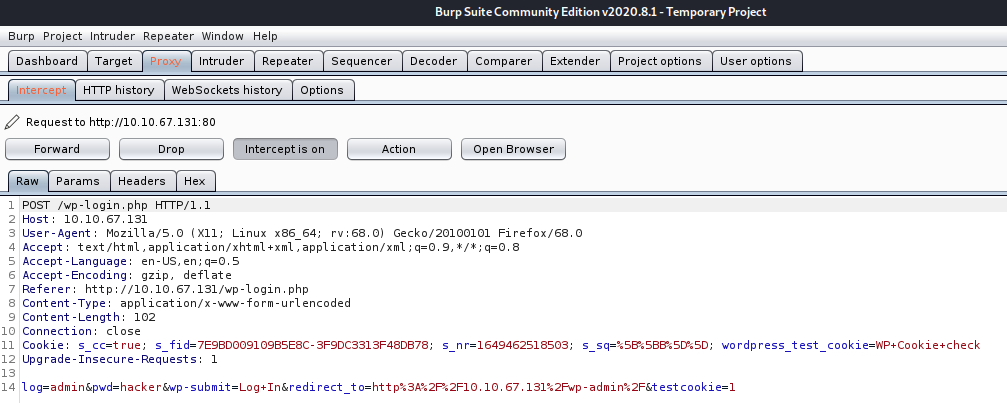 Burp Suite Community Edition v2020.8.1 - Temporary Project
Burp Project Intruder Repeater Window Help
Dashboard Target Proxy Intruder Repeater Sequencer Decoder Comparer Extender Project options User options
Intercept HTTP history WebSockets history Options
Request to http://10.10.67.131:80
Forward Drop Intercept is on Action Open Browser
Raw Params Headers Hex
1 POST /wp-login.php HTTP/1.1
2 Host: 10.10.67.131
3 User-Agent: Mozilla/5.0 (X11; Linux x86_64; rv:68.0) Gecko/20100101 Firefox/68.0
4 Accept: text/html,application/xhtml+xml,application/xml;q=0.9,*/*;q=0.8
5 Accept-Language: en-US,en;q=0.5
6 Accept-Encoding: gzip, deflate
7 Referer: http://10.10.67.131/wp-login.php
8 Content-Type: application/x-www-form-urlencoded
9 Content-Length: 102
10 Connection: close
11 Cookie: s_cc=true; s_fid=7E9BD009109B5E8C-3F9DC3313F48DB78; s_nr=1649462518503; s_sq=%5B%5BB%5D%5D; wordpress_test_cookie=WP+Cookie+check
12 Upgrade-Insecure-Requests: 1
13
14 log=admin&pwd=hacker&wp-submit=Log+In&redirect_to=http%3A%2F%2F10.10.67.131%2Fwp-admin%2F&testcookie=1